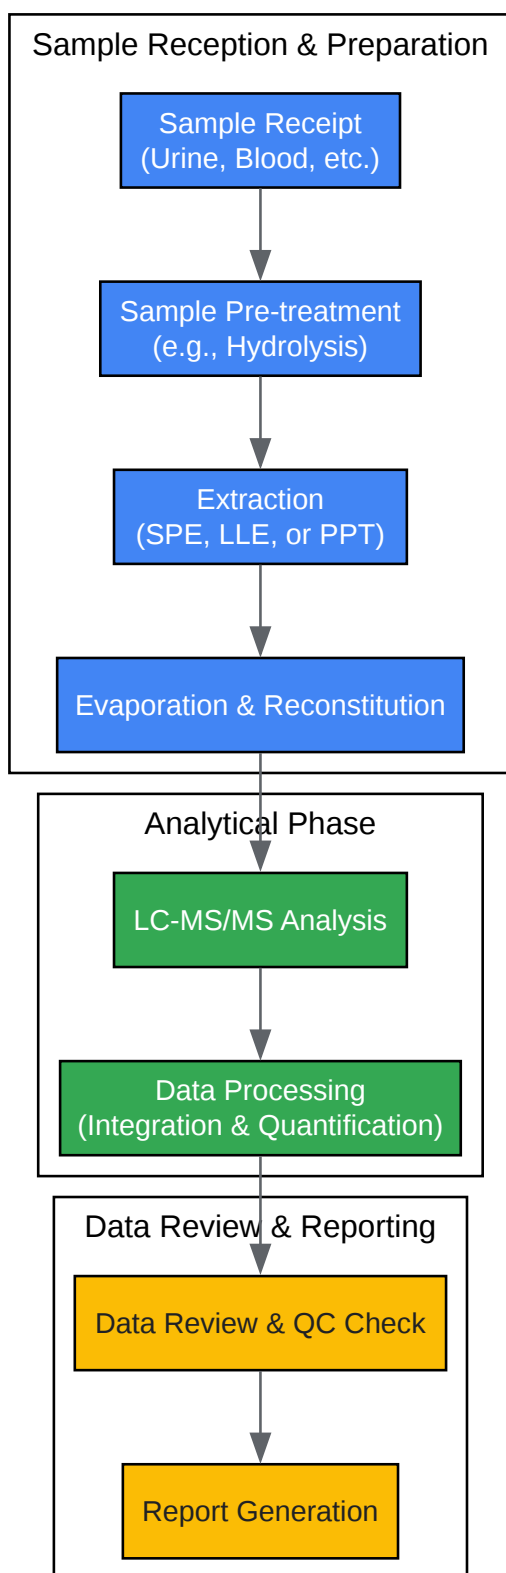 Sample Reception & Preparation
Sample Receipt
(Urine, Blood, etc.)
Sample Pre-treatment
(e.g., Hydrolysis)
Extraction
(SPE, LLE, or PPT)
Evaporation & Reconstitution
Analytical Phase
LC-MS/MS Analysis
Data Processing
(Integration & Quantification)
Data Review & Reporting
Data Review & QC Check
Report Generation